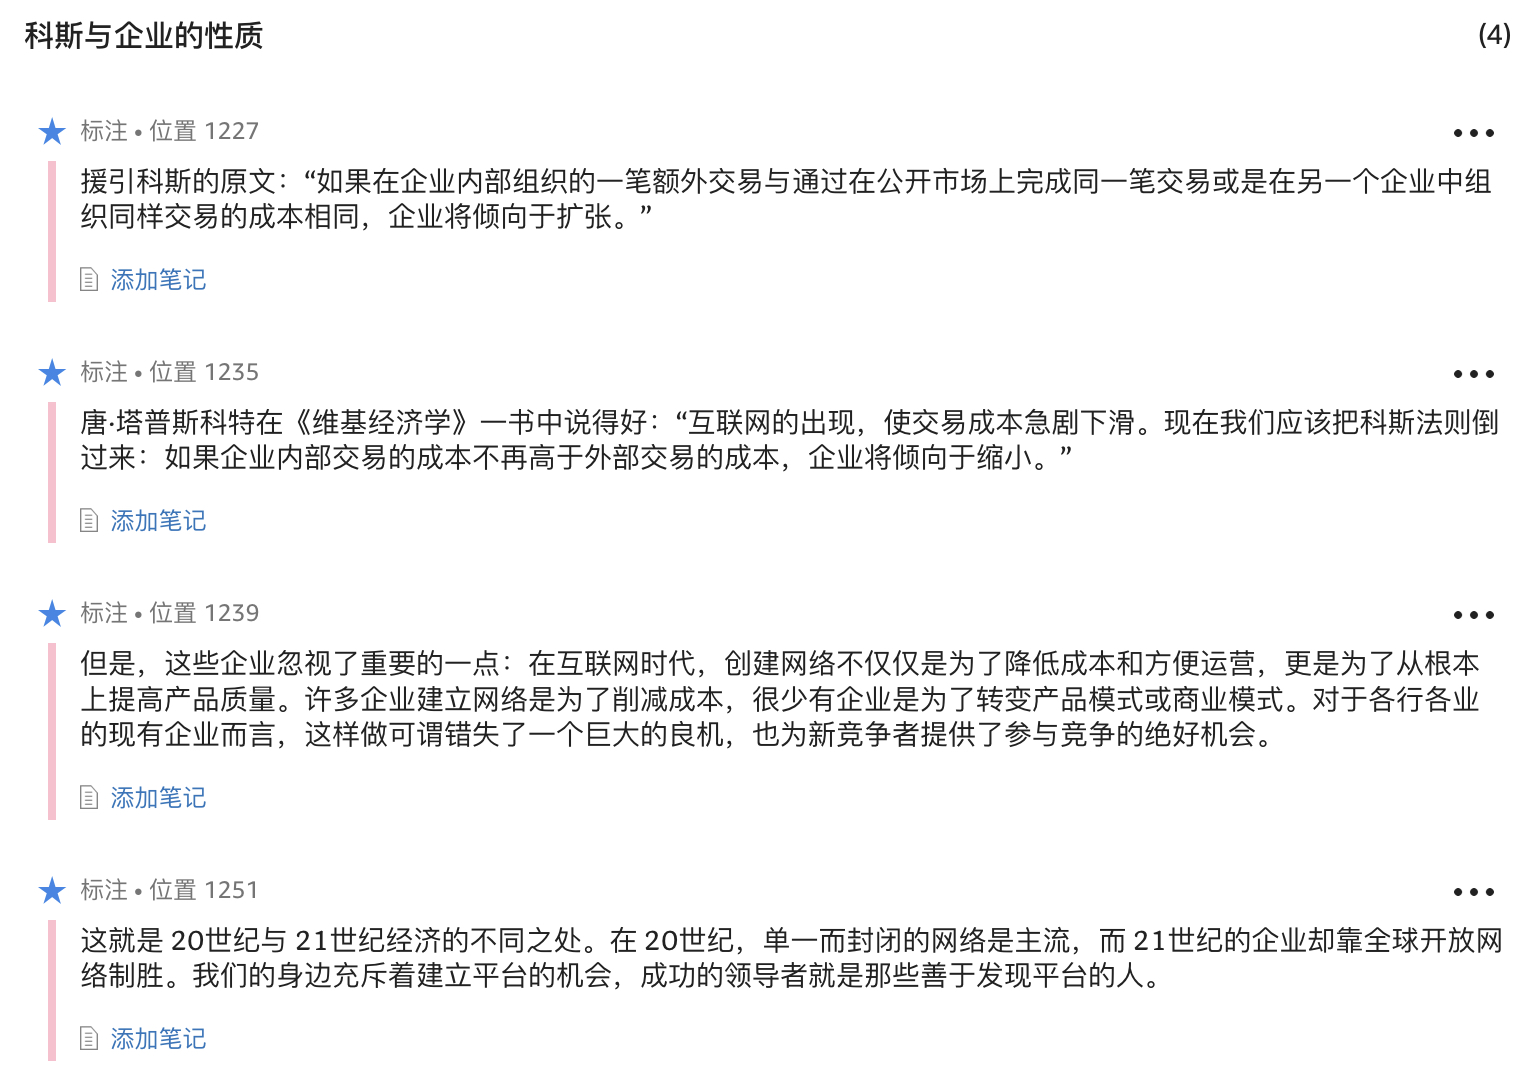 科斯与企业的性质 (4)
标注 • 位置 1227
援引科斯的原文：“如果在企业内部组织的一笔额外交易与通过在公开市场上完成同一笔交易或是在另一个企业中组
织同样交易的成本相同，企业将倾向于扩张。”
添加笔记
标注 • 位置 1235
唐·塔普斯科特在《维基经济学》一书中说得好：“互联网的出现，使交易成本急剧下滑。现在我们应该把科斯法则倒
过来：如果企业内部交易的成本不再高于外部交易的成本，企业将倾向于缩小。”
添加笔记
标注 • 位置 1239
但是，这些企业忽视了重要的一点：在互联网时代，创建网络不仅仅是为了降低成本和方便运营，更是为了从根本
上提高产品质量。许多企业建立网络是为了削减成本，很少有企业是为了转变产品模式或商业模式。对于各行各业
的现有企业而言，这样做可谓错失了一个巨大的良机，也为新竞争者提供了参与竞争的绝好机会。
添加笔记
标注 • 位置 1251
这就是 20世纪与 21世纪经济的不同之处。在 20世纪，单一而封闭的网络是主流，而 21世纪的企业却靠全球开放网
络制胜。我们的身边充斥着建立平台的机会，成功的领导者就是那些善于发现平台的人。
添加笔记